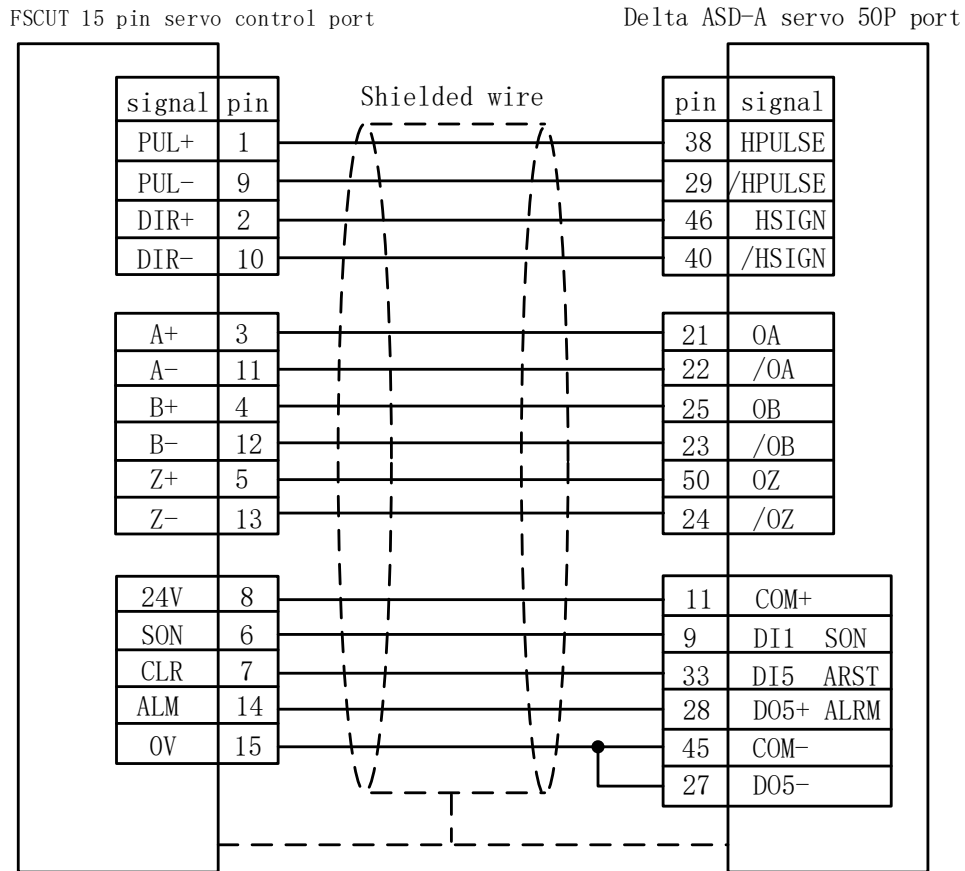 FSCUT 15 pin servo control port
Delta ASD-A servo 50P port
Shielded wire
signal pin
PUL+ 1
PUL- 9
DIR+ 2
DIR- 10
A+ 3
A- 11
B+ 4
B- 12
Z+ 5
Z- 13
24V 8
SON 6
CLR 7
ALM 14
0V 15
pin signal
38 HPULSE
29 /HPULSE
46 HSIGN
40 /HSIGN
21 OA
22 /OA
25 OB
23 /OB
50 OZ
24 /OZ
11 COM+
9 DI1 SON
33 DI5 ARST
28 DO5+ ALRM
45 COM-
27 DO5-